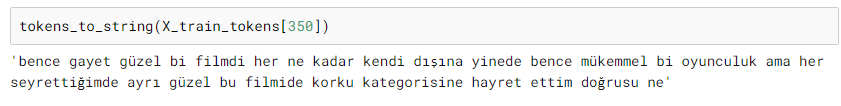 tokens_to_string(X_train_tokens[350])
'bence gayet güzel bi filmdi her ne kadar kendi dışına yinede bence mükemmel bi oyunculuk ama her
seyrettiğimde ayrı güzel bu filmide korku kategorisine hayret ettim doğrusu ne'